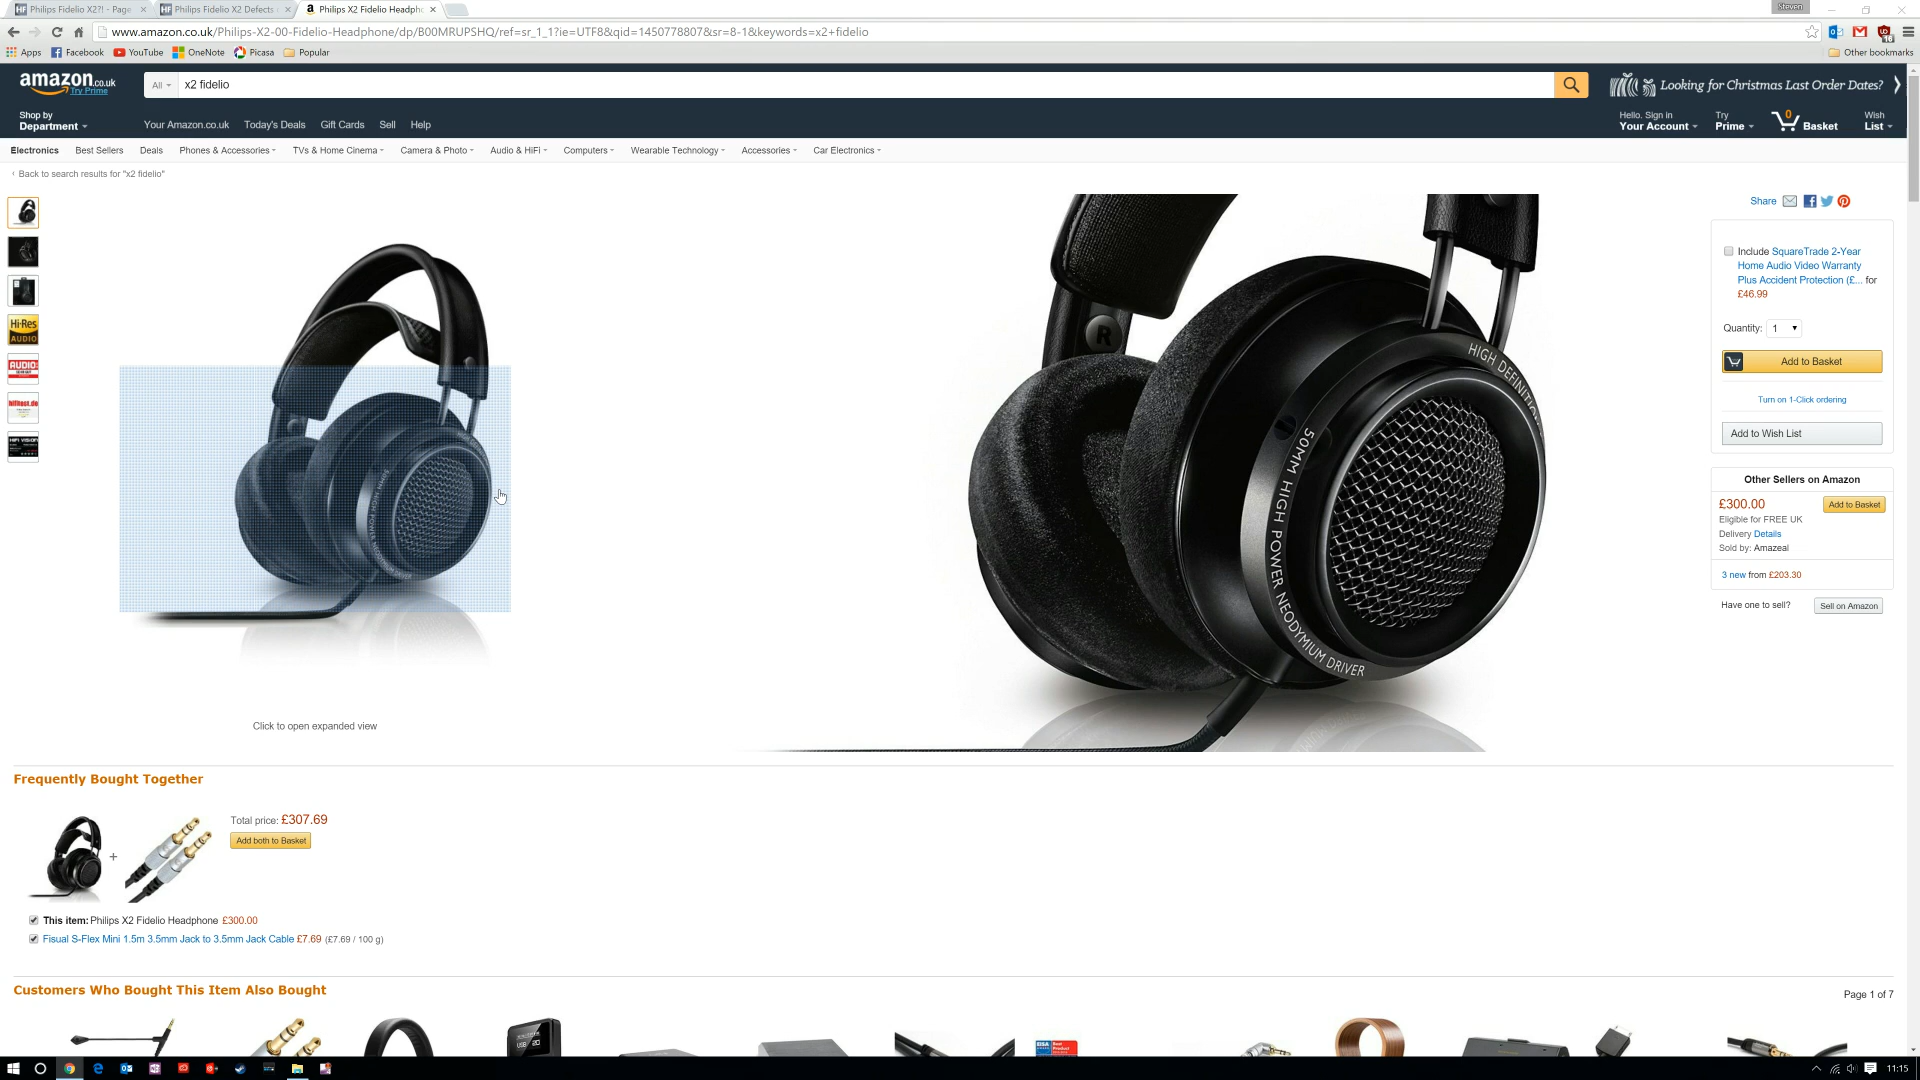 Philips Fidelio X2?! - Page
Philips Fidelio X2 Defects
Philips X2 Fidelio Headph
Steven
www.amazon.co.uk/Philips-X2-00-Fidelio-Headphone/dp/B00MRUPSHQ/ref=sr_1_1?ie=UTF8&qid=1450778807&sr=8-1&keywords=x2+fidelio
Apps Facebook YouTube OneNote Picasa Popular Other bookmarks
amazon.co.uk
Try Prime
All x2 fidelio
Looking for Christmas Last Order Dates?
Shop by
Department
Your Amazon.co.uk Today's Deals Gift Cards Sell Help
Hello. Sign in
Your Account
Try
Prime
0
Basket
Wish
List
Electronics Best Sellers Deals Phones & Accessories TVs & Home Cinema Camera & Photo Audio & HiFi Computers Wearable Technology Accessories Car Electronics
Back to search results for "x2 fidelio"
Hi-Res
AUDIO
AUDIO
hifitest.de
HIFI VISION
R
HIGH DEFINITION
50MM HIGH POWER NEODYMIUM DRIVER
Click to open expanded view
Share
Include SquareTrade 2-Year
Home Audio Video Warranty
Plus Accident Protection (£... for
£46.99
Quantity: 1
Add to Basket
Turn on 1-Click ordering
Add to Wish List
Other Sellers on Amazon
£300.00 Add to Basket
Eligible for FREE UK
Delivery Details
Sold by: Amazeal
3 new from £203.30
Have one to sell? Sell on Amazon
Frequently Bought Together
+
Total price: £307.69
Add both to Basket
This item: Philips X2 Fidelio Headphone £300.00
Fisual S-Flex Mini 1.5m 3.5mm Jack to 3.5mm Jack Cable £7.69 (£7.69 / 100 g)
Customers Who Bought This Item Also Bought
Page 1 of 7
11:15